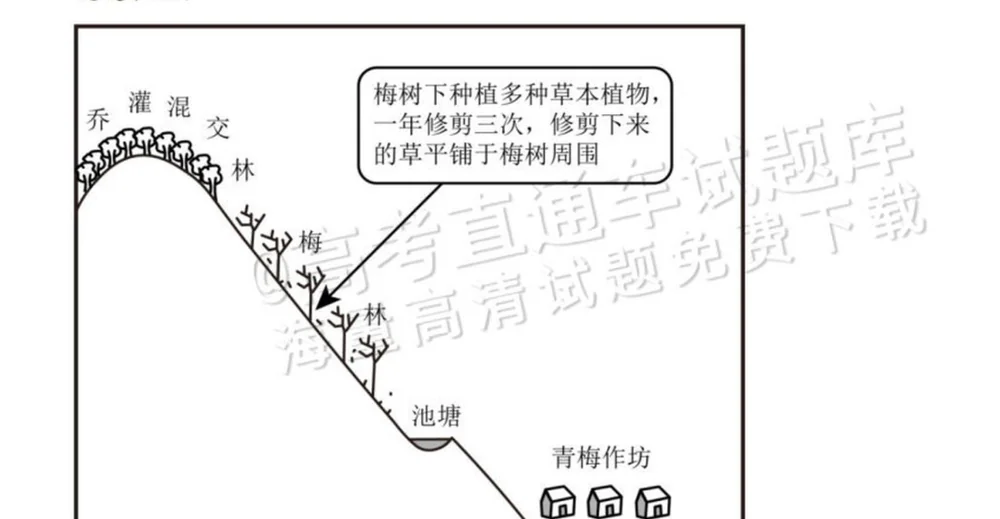 乔灌混交林
梅树下种植多种草本植物，
一年修剪三次，修剪下来
的草平铺于梅树周围
梅林
池塘
青梅作坊
@高考直通车试题库
海量高清试题免费下载